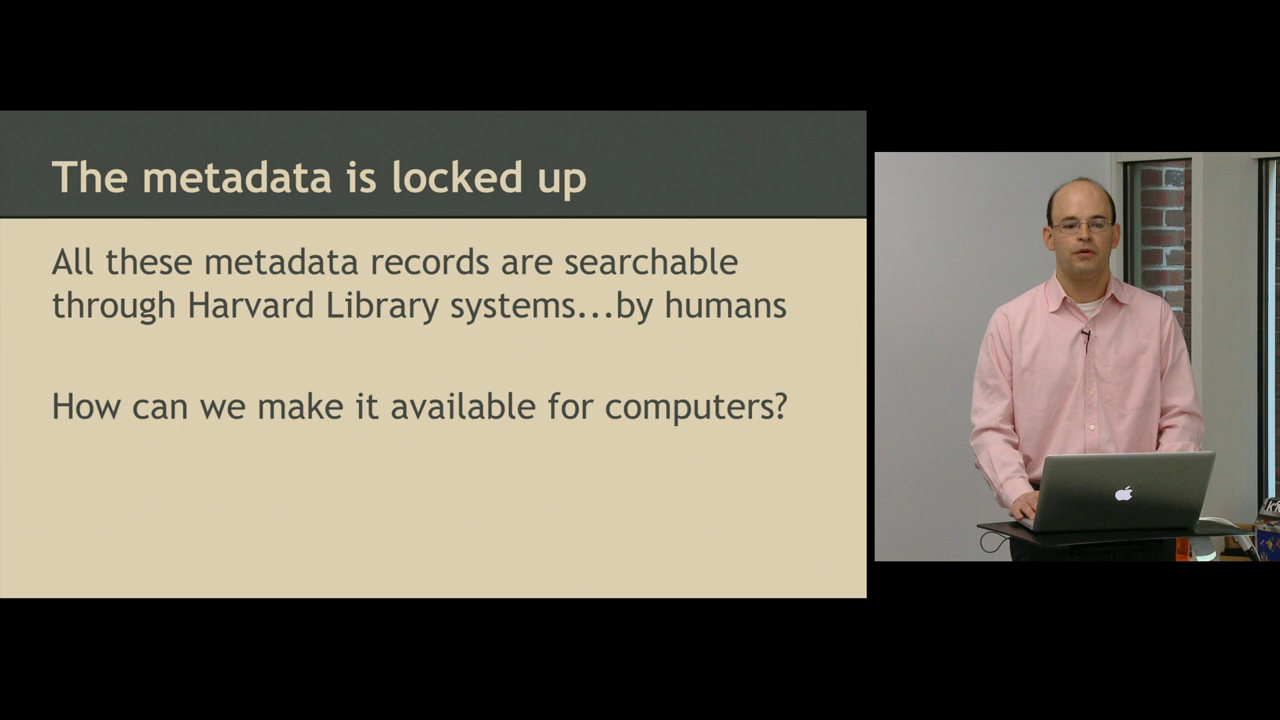 The metadata is locked up
All these metadata records are searchable
through Harvard Library systems...by humans
How can we make it available for computers?